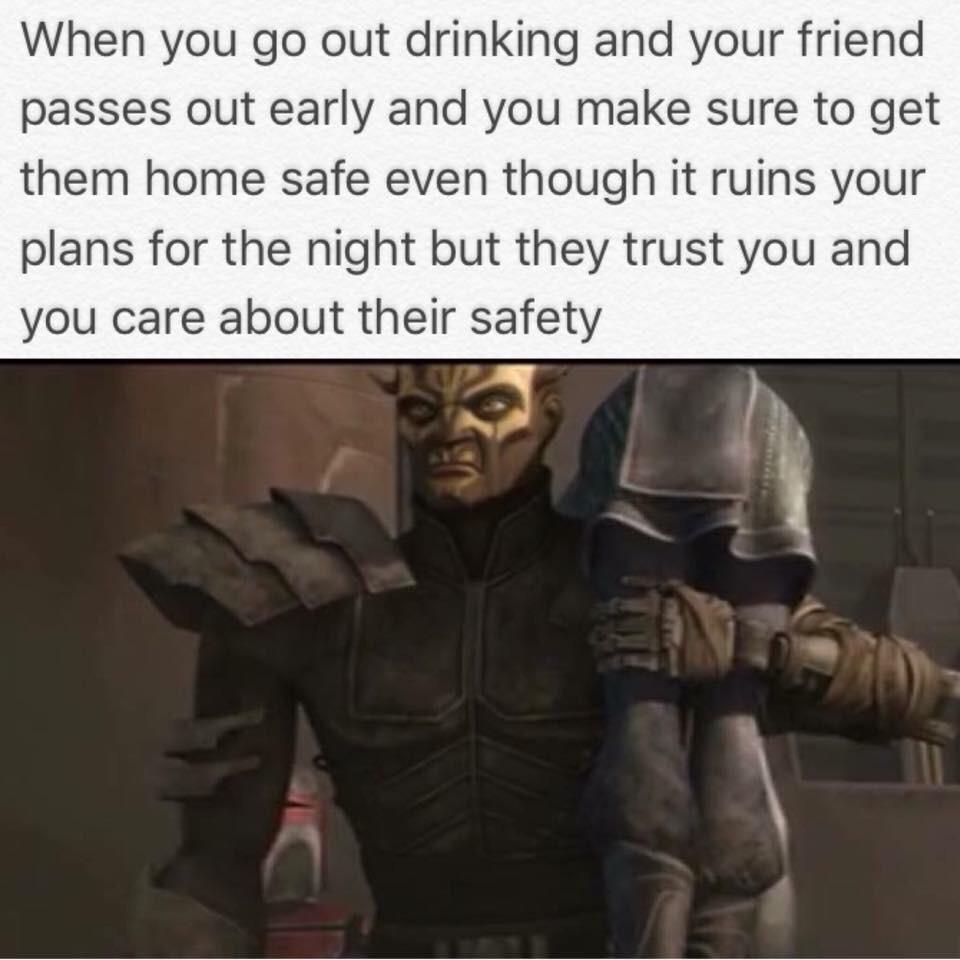 When you go out drinking and your friend
passes out early and you make sure to get
them home safe even though it ruins your
plans for the night but they trust you and
you care about their safety